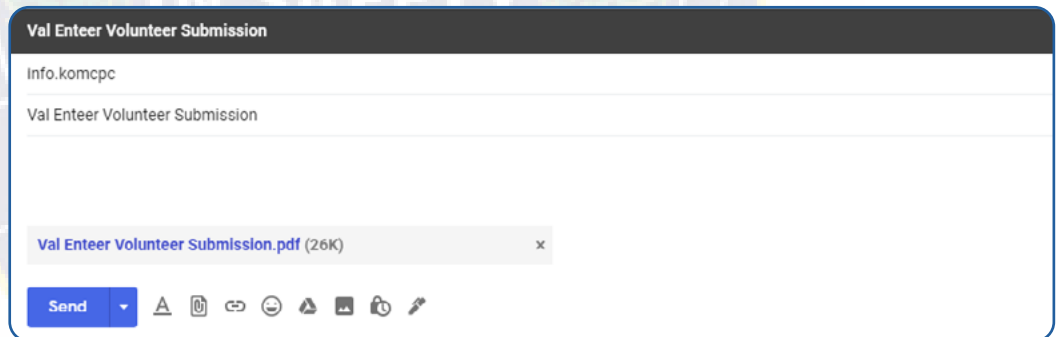 Val Enteer Volunteer Submission
info.komcpc
Val Enteer Volunteer Submission
Val Enteer Volunteer Submission.pdf (26K) x
Send